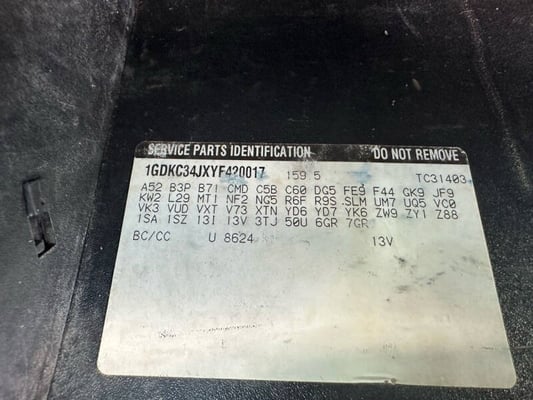 SERVICE PARTS IDENTIFICATION DO NOT REMOVE
1GDKC34JXYF420017 159 5 TC31403
A52 B3P B71 CMD C5B C60 DG5 FE9 F44 GK9 JF9
KW2 L29 MT1 NF2 NG5 R6F R9S SLM UM7 UQ5 VC0
VK3 VUD VXT V73 XTN YD6 YD7 YK6 ZW9 ZY1 Z88
1SA 1SZ 13I 13V 3TJ 50U 6GR 7GR
BC/CC U 8624 13V